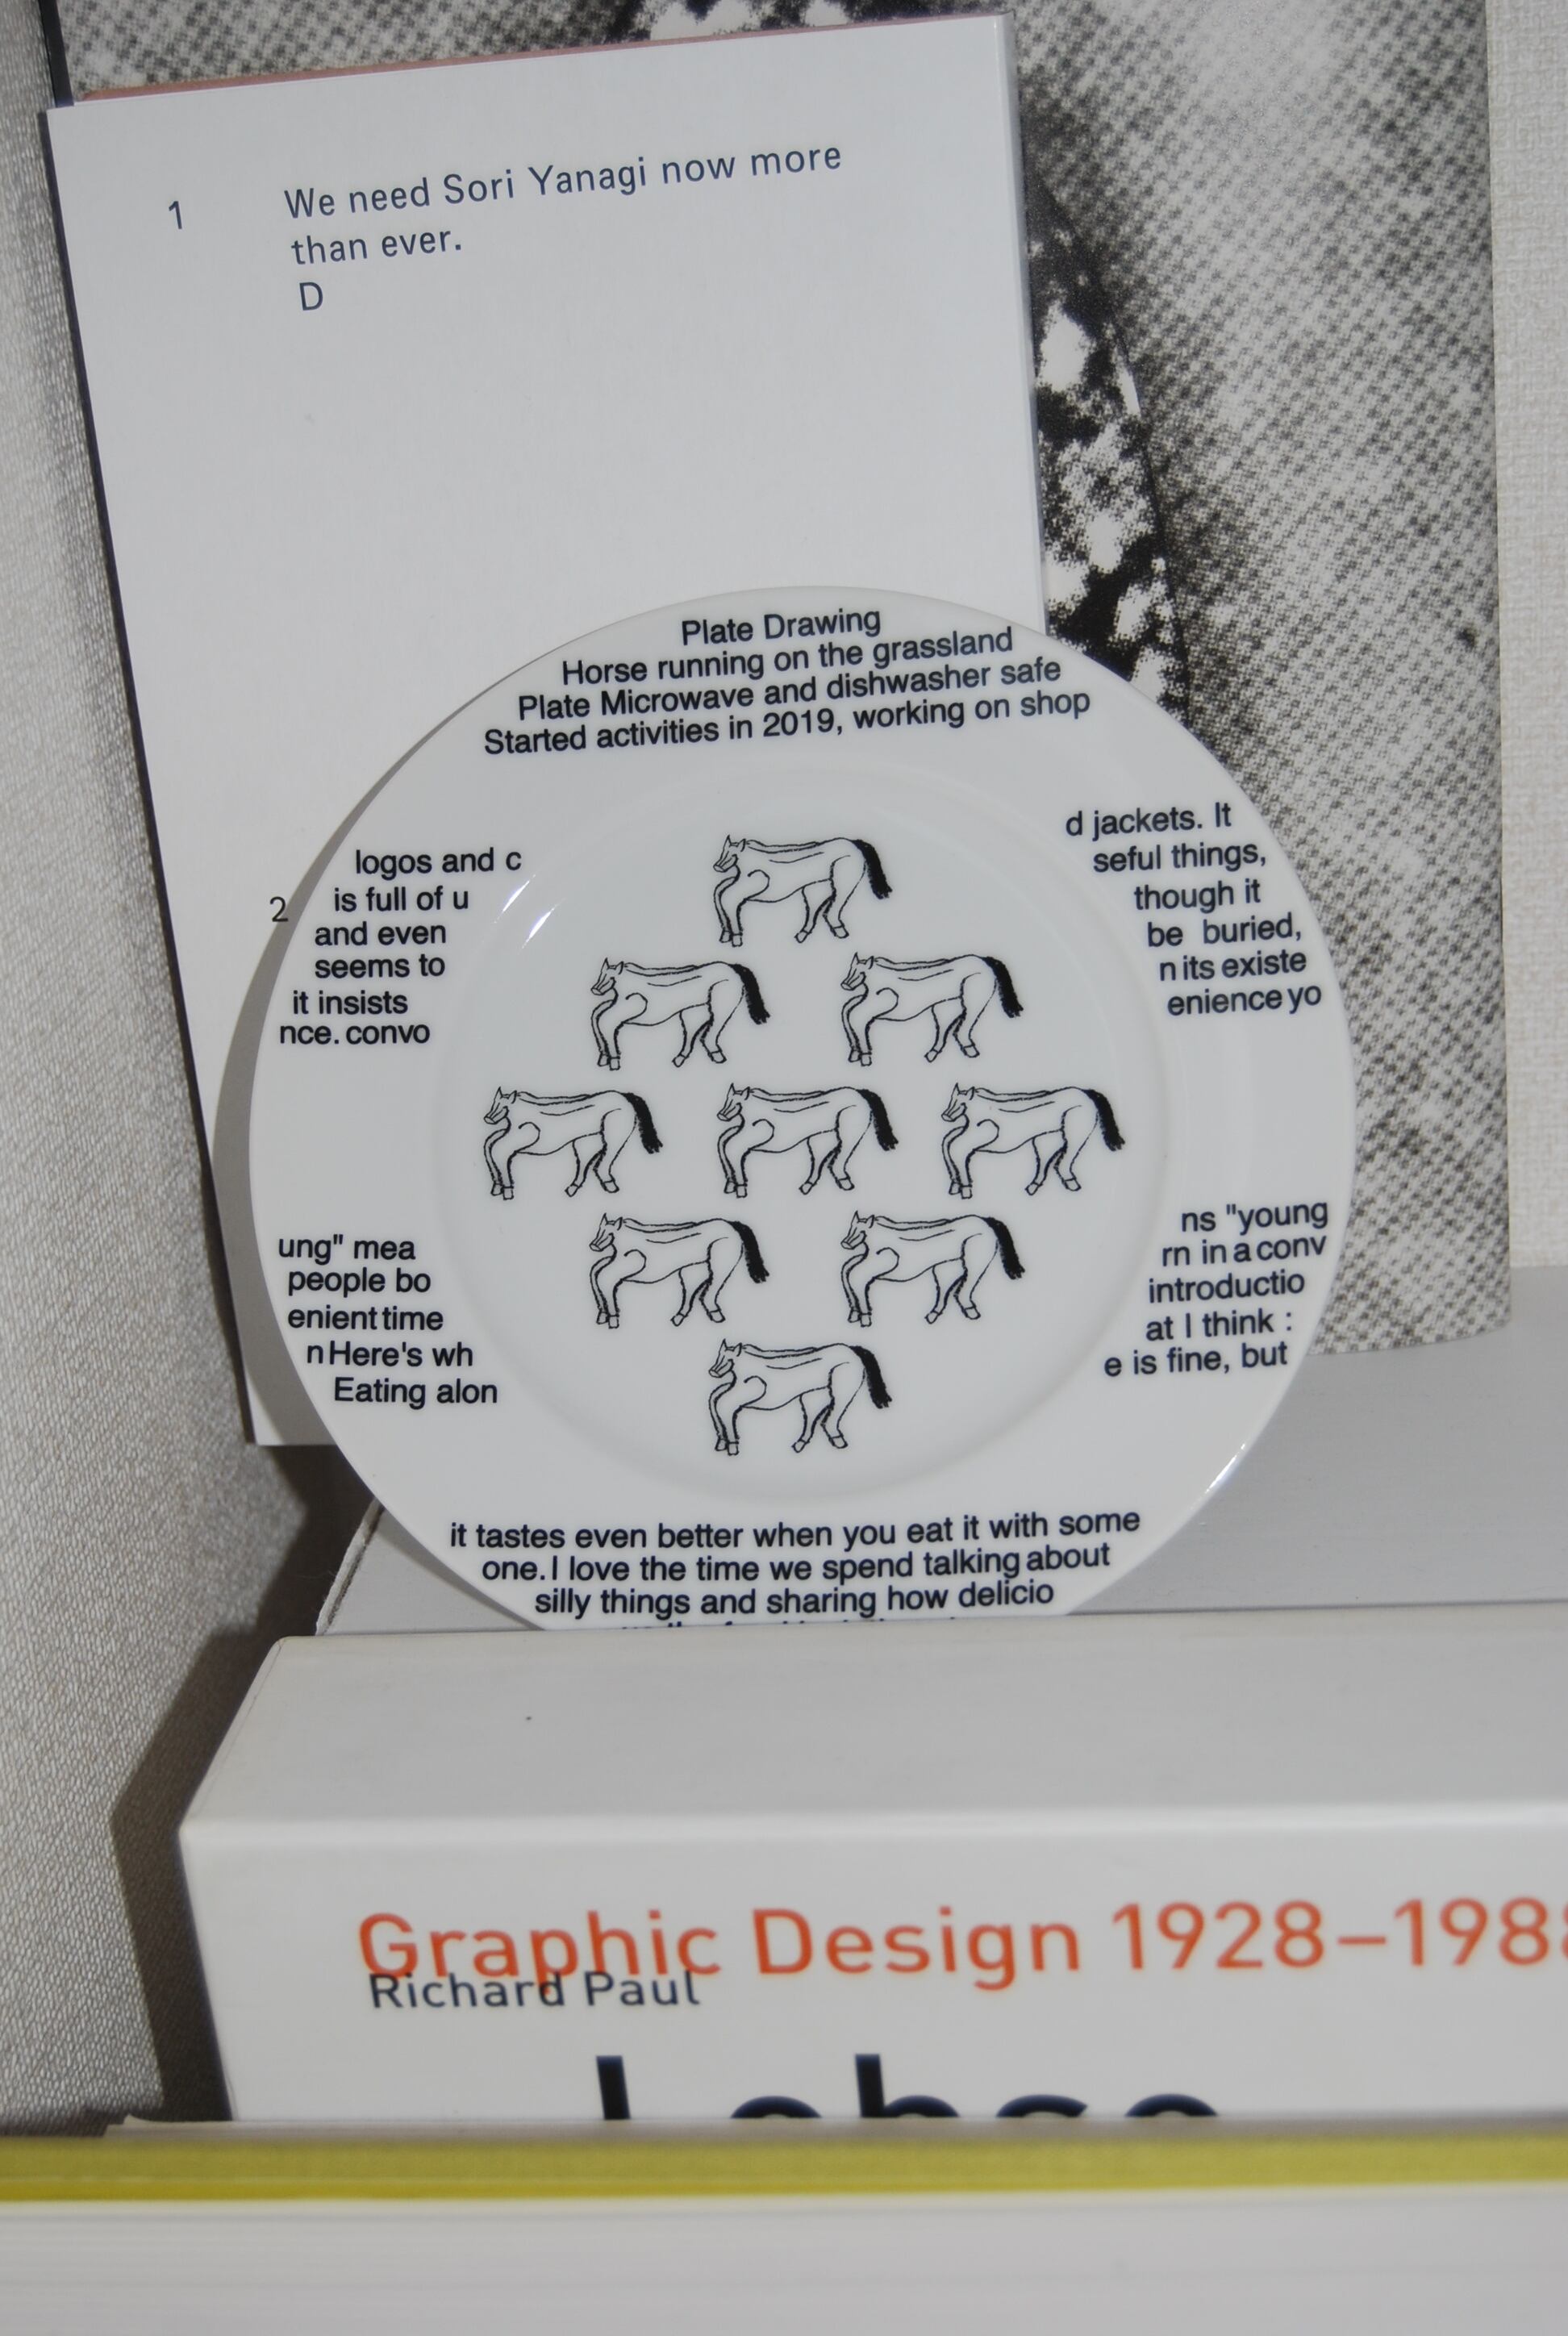 1
We need Sori Yanagi now more
than ever.
D
2
Plate Drawing
Horse running on the grassland
Plate Microwave and dishwasher safe
Started activities in 2019, working on shop
logos and c
is full of u
and even
seems to
it insists
nce. convo
d jackets. It
seful things,
though it
be buried,
n its existe
enience yo
ung" mea
people bo
enient time
n Here's wh
Eating alon
ns "young
rn in a conv
introductio
at I think :
e is fine, but
it tastes even better when you eat it with some
one. I love the time we spend talking about
silly things and sharing how delicio
Graphic Design 1928–198
Richard Paul